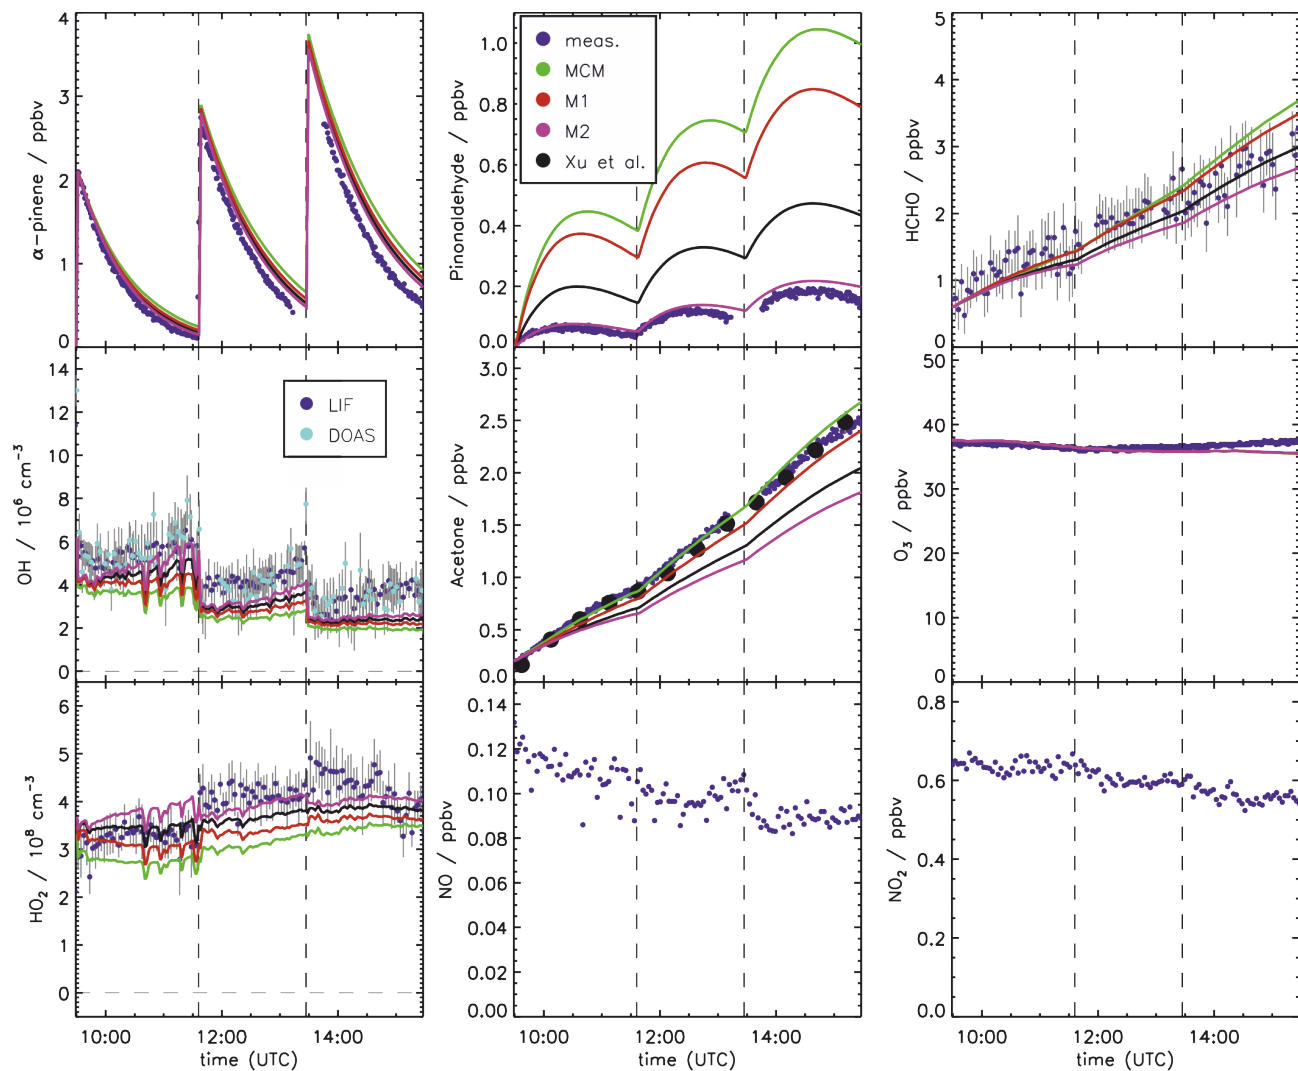 α-pinene / ppbv
4
3
2
1
0
Pinonaldehyde / ppbv
1.0
0.8
0.6
0.4
0.2
0.0
meas.
MCM
M1
M2
Xu et al.
HCHO / ppbv
5
4
3
2
1
0
OH / 10⁶ cm⁻³
14
12
10
8
6
4
2
0
LIF
DOAS
Acetone / ppbv
3.0
2.5
2.0
1.5
1.0
0.5
0.0
O₃ / ppbv
50
40
30
20
10
0
HO₂ / 10⁸ cm⁻³
6
5
4
3
2
1
0
10:00 12:00 14:00
time (UTC)
NO / ppbv
0.14
0.12
0.10
0.08
0.06
0.04
0.02
0.00
10:00 12:00 14:00
time (UTC)
NO₂ / ppbv
0.8
0.6
0.4
0.2
0.0
10:00 12:00 14:00
time (UTC)